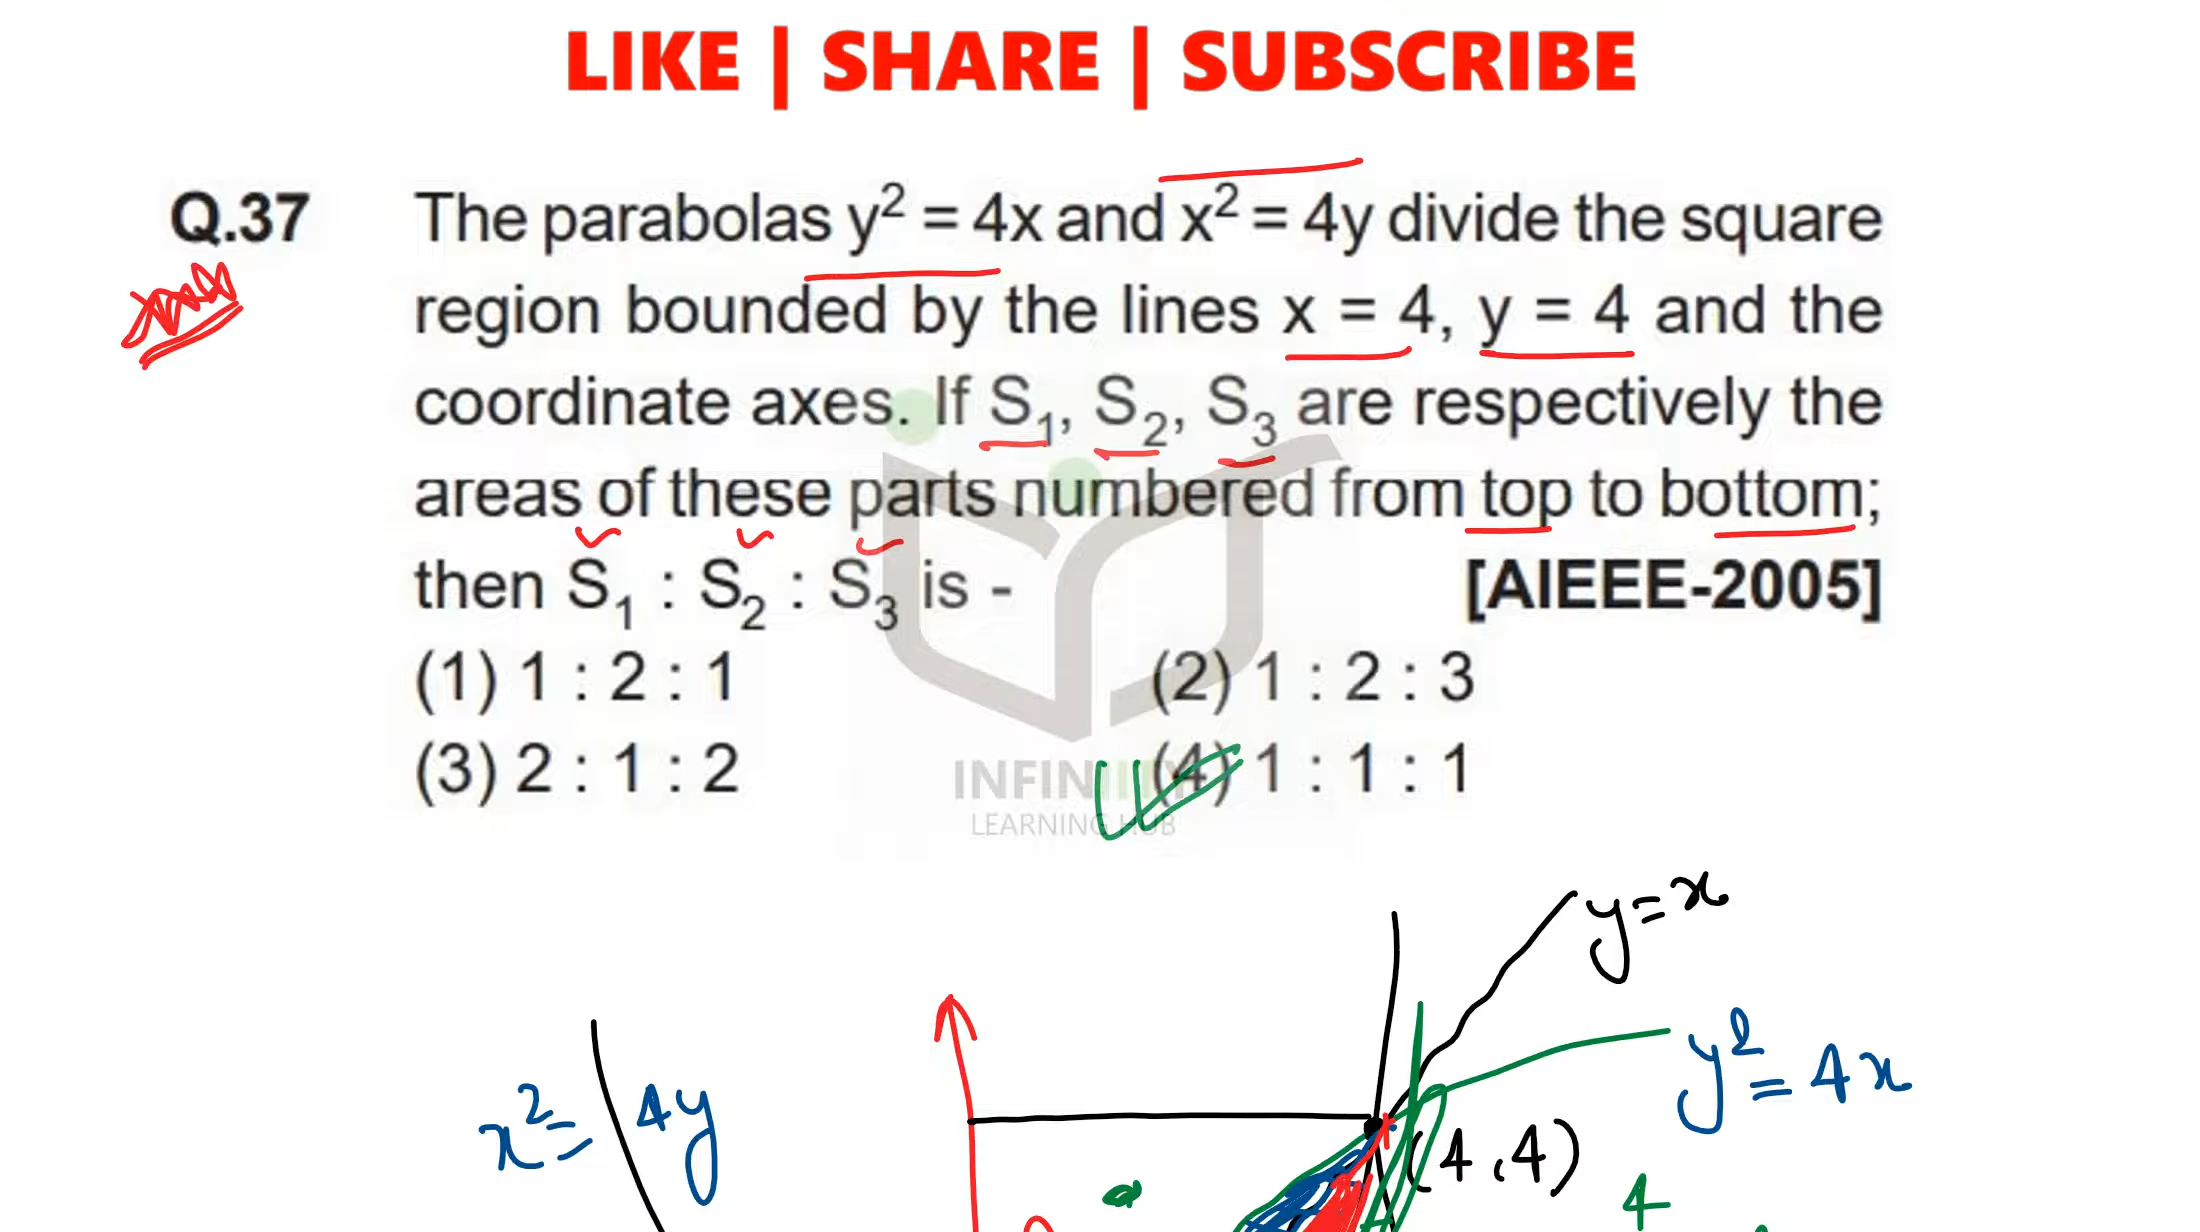 LIKE | SHARE | SUBSCRIBE
Q.37 The parabolas y² = 4x and x² = 4y divide the square
region bounded by the lines x = 4, y = 4 and the
coordinate axes. If S₁, S₂, S₃ are respectively the
areas of these parts numbered from top to bottom;
then S₁ : S₂ : S₃ is - [AIEEE-2005]
(1) 1 : 2 : 1 (2) 1 : 2 : 3
(3) 2 : 1 : 2 (4) 1 : 1 : 1
INFINITY
LEARNING HUB
y=x
y²=4x
x²=4y
(4,4)
4